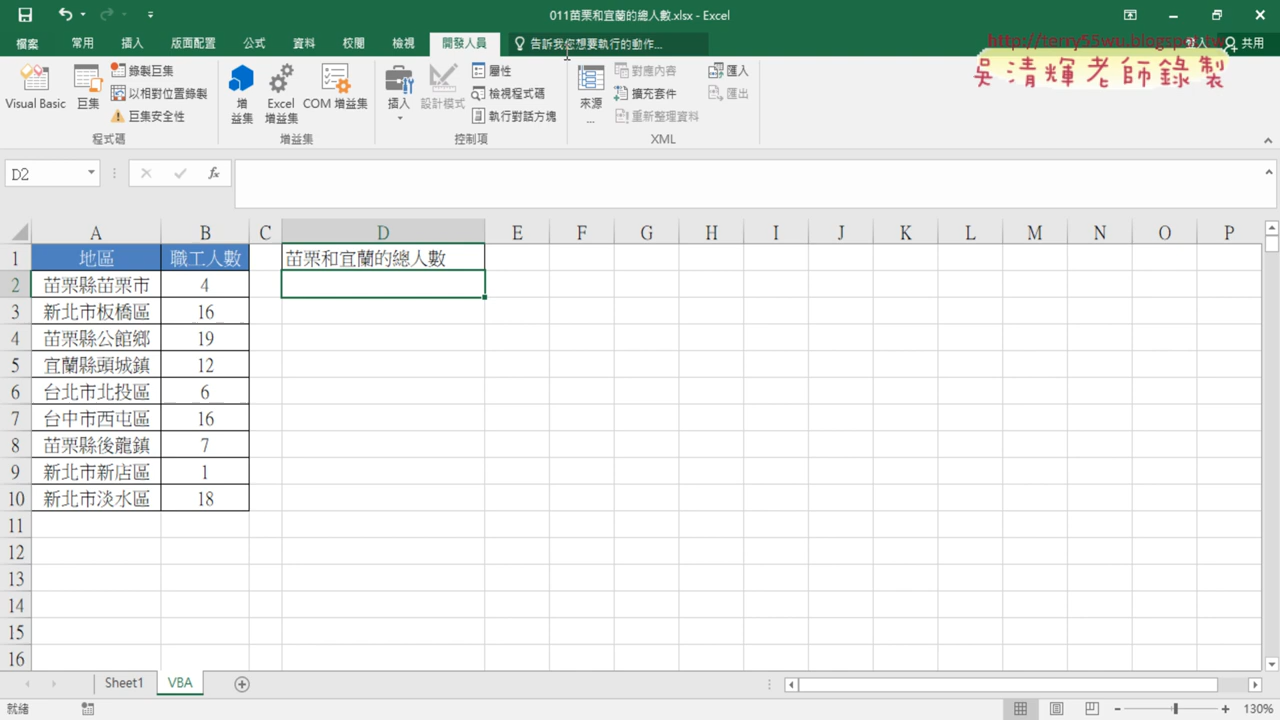 011苗栗和宜蘭的總人數.xlsx - Excel
檔案 常用 插入 版面配置 公式 資料 校閱 檢視 開發人員 告訴我您想要執行的動作... 共用
http://terry55wu.blogspot.tw
吳清輝老師錄製
Visual Basic 巨集 錄製巨集 以相對位置錄製 巨集安全性 程式碼
增益集 Excel 增益集 COM 增益集 增益集
插入 設計模式 屬性 檢視程式碼 執行對話方塊 控制項
來源... 對應內容 擴充套件 重新整理資料 匯入 匯出 XML
D2 fx
A B C D E F G H I J K L M N O P
1 地區 職工人數 苗栗和宜蘭的總人數
2 苗栗縣苗栗市 4
3 新北市板橋區 16
4 苗栗縣公館鄉 19
5 宜蘭縣頭城鎮 12
6 台北市北投區 6
7 台中市西屯區 16
8 苗栗縣後龍鎮 7
9 新北市新店區 1
10 新北市淡水區 18
11
12
13
14
15
16
Sheet1 VBA
就緒 130%